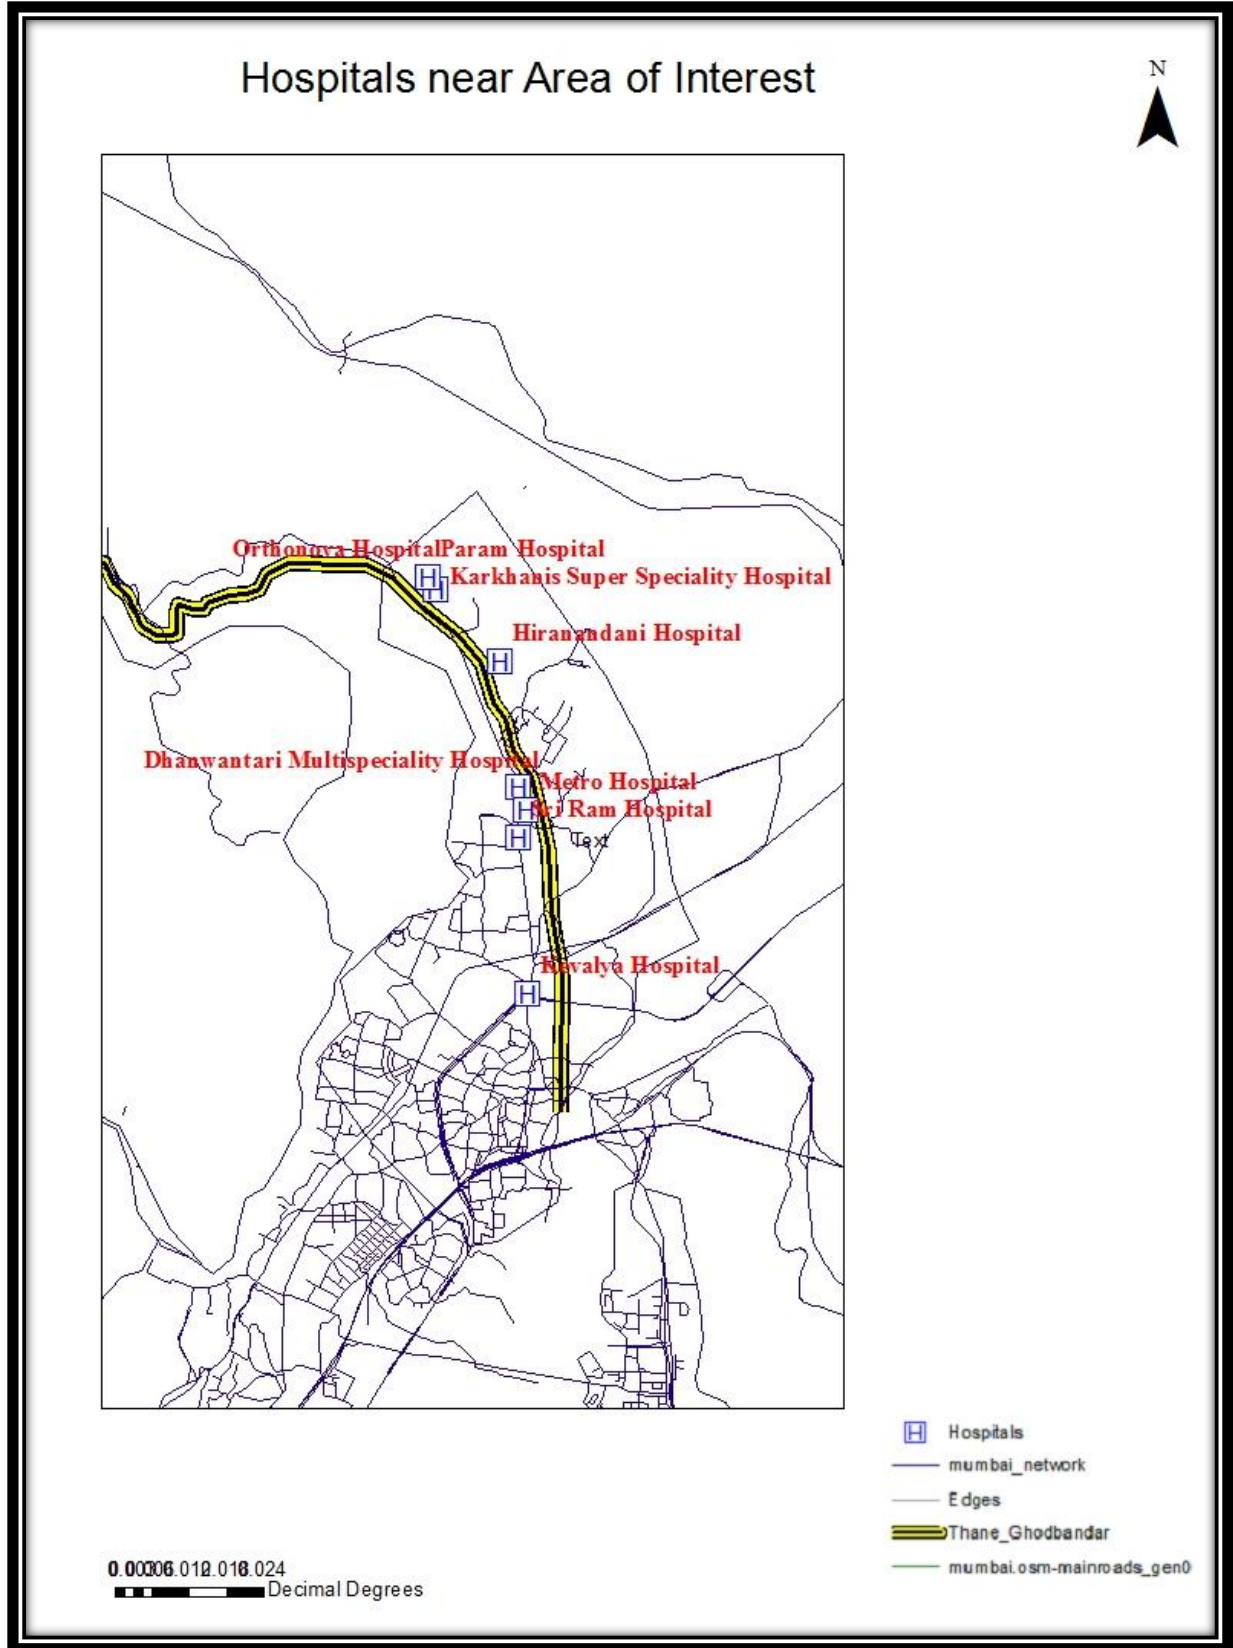 Hospitals near Area of Interest
N
Orthonova HospitalParam Hospital
H Karkhanis Super Speciality Hospital
H
Hiranandani Hospital
H
Dhanwantari Multispeciality Hospital
H Metro Hospital
H Sri Ram Hospital
H Text
Kevalya Hospital
H
H Hospitals
mumbai_network
Edges
Thane_Ghodbandar
mumbai.osm-mainroads_gen0
Decimal Degrees